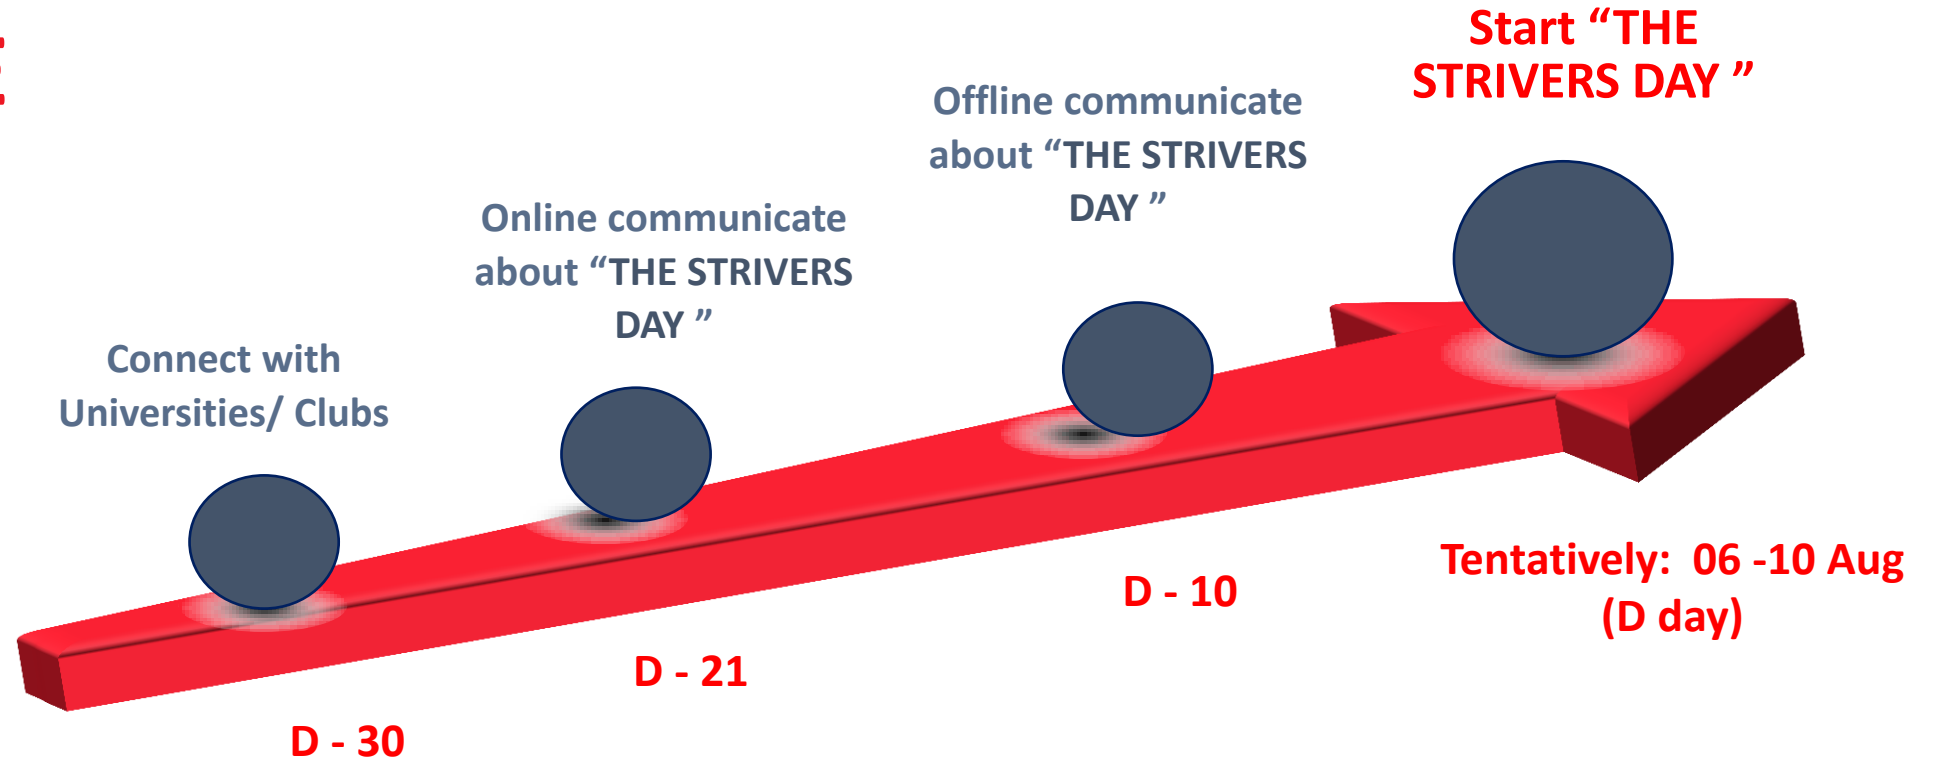 Start “THE
STRIVERS DAY ”
Offline communicate
about “THE STRIVERS
DAY ”
Online communicate
about “THE STRIVERS
DAY ”
Connect with
Universities/ Clubs
D - 30
D - 21
D - 10
Tentatively:  06 -10 Aug
(D day)